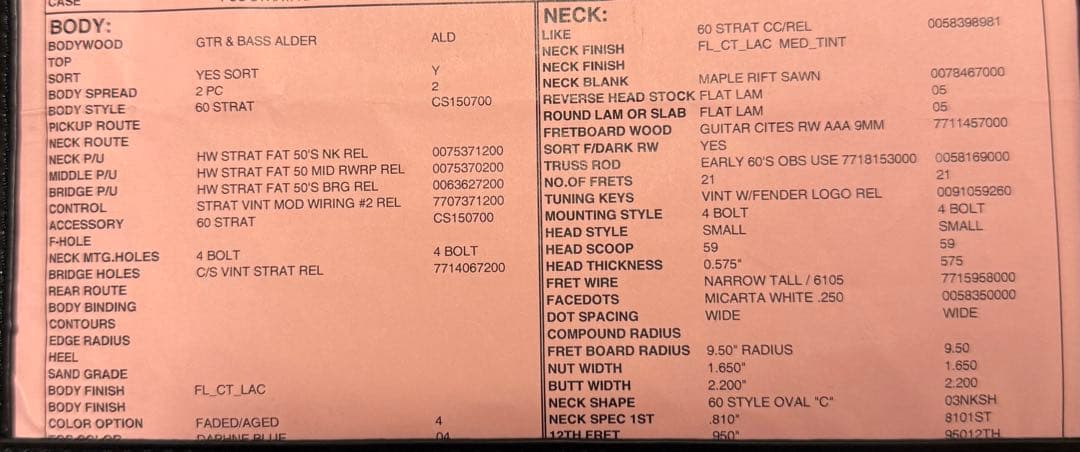 CASE
BODY:
BODYWOOD GTR & BASS ALDER ALD
TOP
SORT YES SORT Y
BODY SPREAD 2 PC 2
BODY STYLE 60 STRAT CS150700
PICKUP ROUTE
NECK ROUTE
NECK P/U HW STRAT FAT 50'S NK REL 0075371200
MIDDLE P/U HW STRAT FAT 50 MID RWRP REL 0075370200
BRIDGE P/U HW STRAT FAT 50'S BRG REL 0063627200
CONTROL STRAT VINT MOD WIRING #2 REL 7707371200
ACCESSORY 60 STRAT CS150700
F-HOLE
NECK MTG.HOLES 4 BOLT 4 BOLT
BRIDGE HOLES C/S VINT STRAT REL 7714067200
REAR ROUTE
BODY BINDING
CONTOURS
EDGE RADIUS
HEEL
SAND GRADE
BODY FINISH FL_CT_LAC
BODY FINISH
COLOR OPTION FADED/AGED 4
TOP COLOR DAPHNE BLUE 04
NECK:
LIKE 60 STRAT CC/REL 0058398981
NECK FINISH FL_CT_LAC MED_TINT
NECK FINISH
NECK BLANK MAPLE RIFT SAWN 0078467000
REVERSE HEAD STOCK FLAT LAM 05
ROUND LAM OR SLAB FLAT LAM 05
FRETBOARD WOOD GUITAR CITES RW AAA 9MM 7711457000
SORT F/DARK RW YES
TRUSS ROD EARLY 60'S OBS USE 7718153000 0058169000
NO.OF FRETS 21 21
TUNING KEYS VINT W/FENDER LOGO REL 0091059260
MOUNTING STYLE 4 BOLT 4 BOLT
HEAD STYLE SMALL SMALL
HEAD SCOOP 59 59
HEAD THICKNESS 0.575" 575
FRET WIRE NARROW TALL / 6105 7715958000
FACEDOTS MICARTA WHITE .250 0058350000
DOT SPACING WIDE WIDE
COMPOUND RADIUS
FRET BOARD RADIUS 9.50" RADIUS 9.50
NUT WIDTH 1.650" 1.650
BUTT WIDTH 2.200" 2.200
NECK SHAPE 60 STYLE OVAL "C" 03NKSH
NECK SPEC 1ST .810" 8101ST
12TH FRET .950" 95012TH